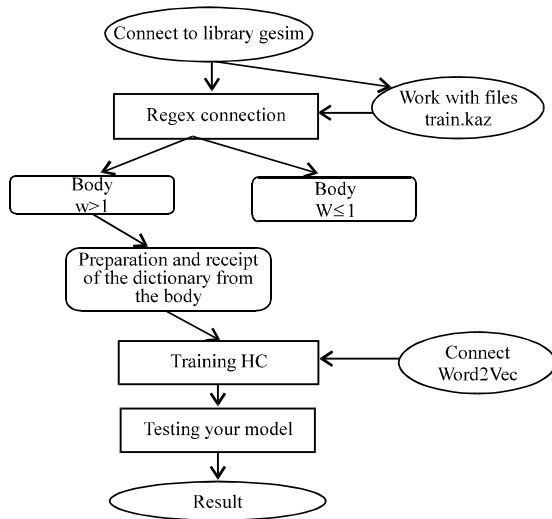 Connect to library gesim
Work with files
train.kaz
Regex connection
Body
w>1
Body
W≤1
Preparation and receipt
of the dictionary from
the body
Training HC
Connect
Word2Vec
Testing your model
Result